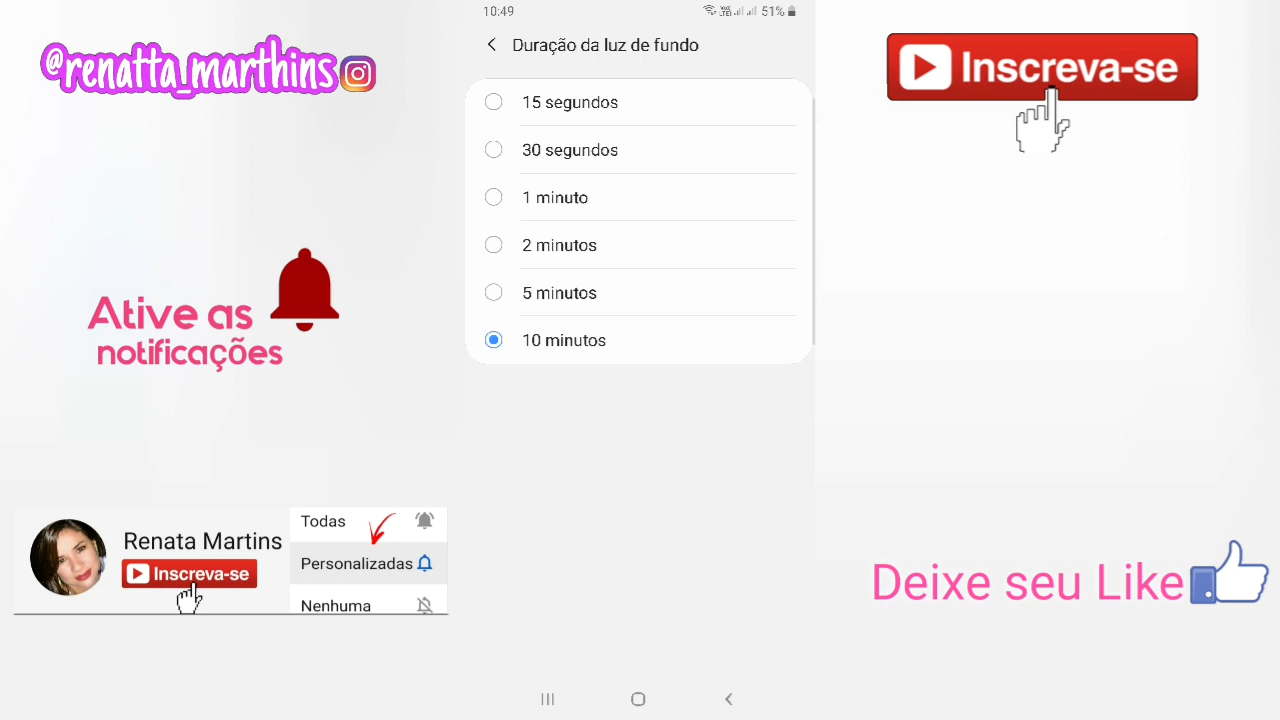 @renatta_marthins
Ative as
notificações
Renata Martins
Inscreva-se
Todas
Personalizadas
Nenhuma
10:49
51%
Duração da luz de fundo
15 segundos
30 segundos
1 minuto
2 minutos
5 minutos
10 minutos
Inscreva-se
Deixe seu Like